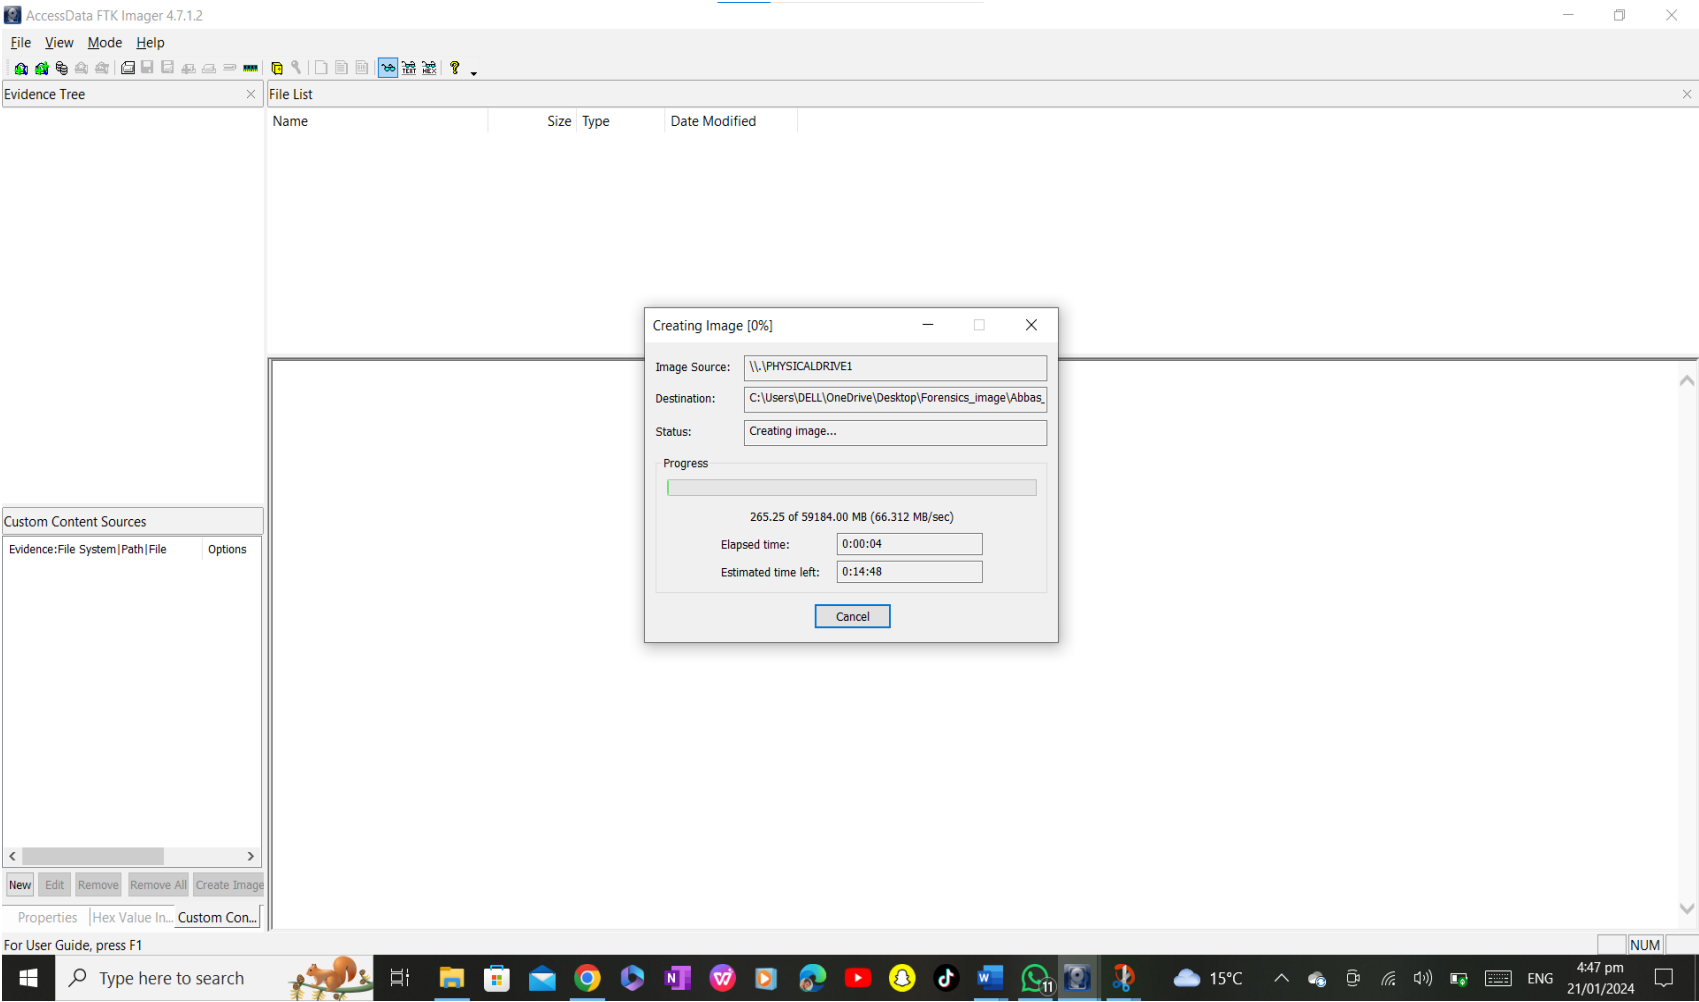 AccessData FTK Imager 4.7.1.2
File View Mode Help
TEXT HEX
Evidence Tree
File List
Name Size Type Date Modified
Creating Image [0%]
Image Source: \\.\PHYSICALDRIVE1
Destination: C:\Users\DELL\OneDrive\Desktop\Forensics_image\Abbas_
Status: Creating image...
Progress
265.25 of 59184.00 MB (66.312 MB/sec)
Elapsed time: 0:00:04
Estimated time left: 0:14:48
Cancel
Custom Content Sources
Evidence:File System|Path|File Options
New Edit Remove Remove All Create Image
Properties Hex Value In... Custom Con...
For User Guide, press F1
NUM
Type here to search
11
15°C
ENG
4:47 pm
21/01/2024